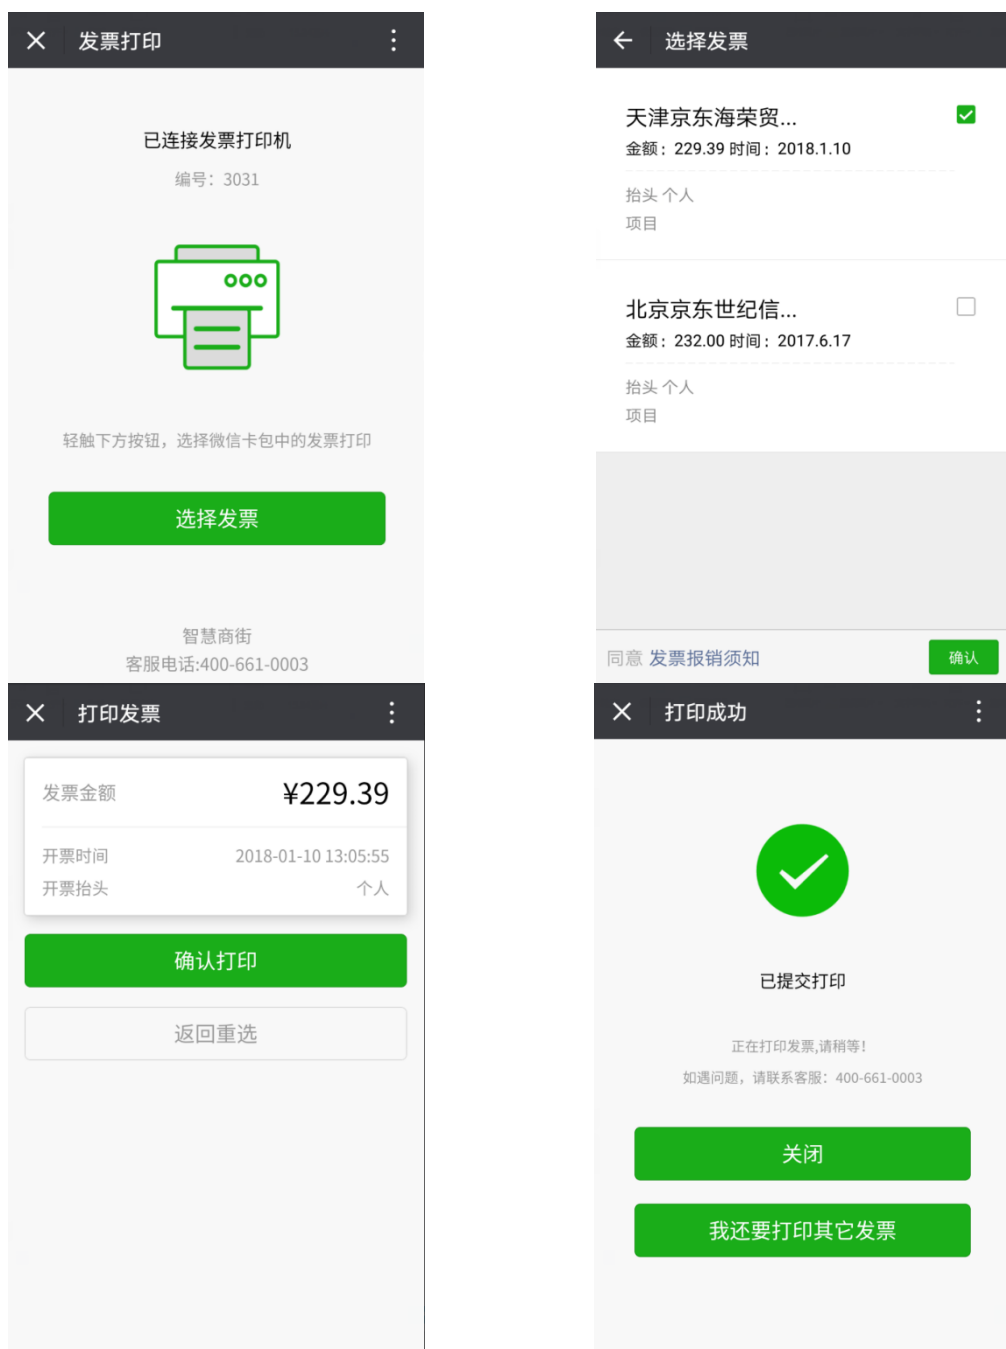 发票打印
已连接发票打印机
编号：3031
轻触下方按钮，选择微信卡包中的发票打印
选择发票
智慧商街
客服电话:400-661-0003
选择发票
天津京东海荣贸...
金额：229.39 时间：2018.1.10
抬头 个人
项目
北京京东世纪信...
金额：232.00 时间：2017.6.17
抬头 个人
项目
同意 发票报销须知
确认
打印发票
发票金额 ¥229.39
开票时间 2018-01-10 13:05:55
开票抬头 个人
确认打印
返回重选
打印成功
已提交打印
正在打印发票,请稍等!
如遇问题，请联系客服：400-661-0003
关闭
我还要打印其它发票